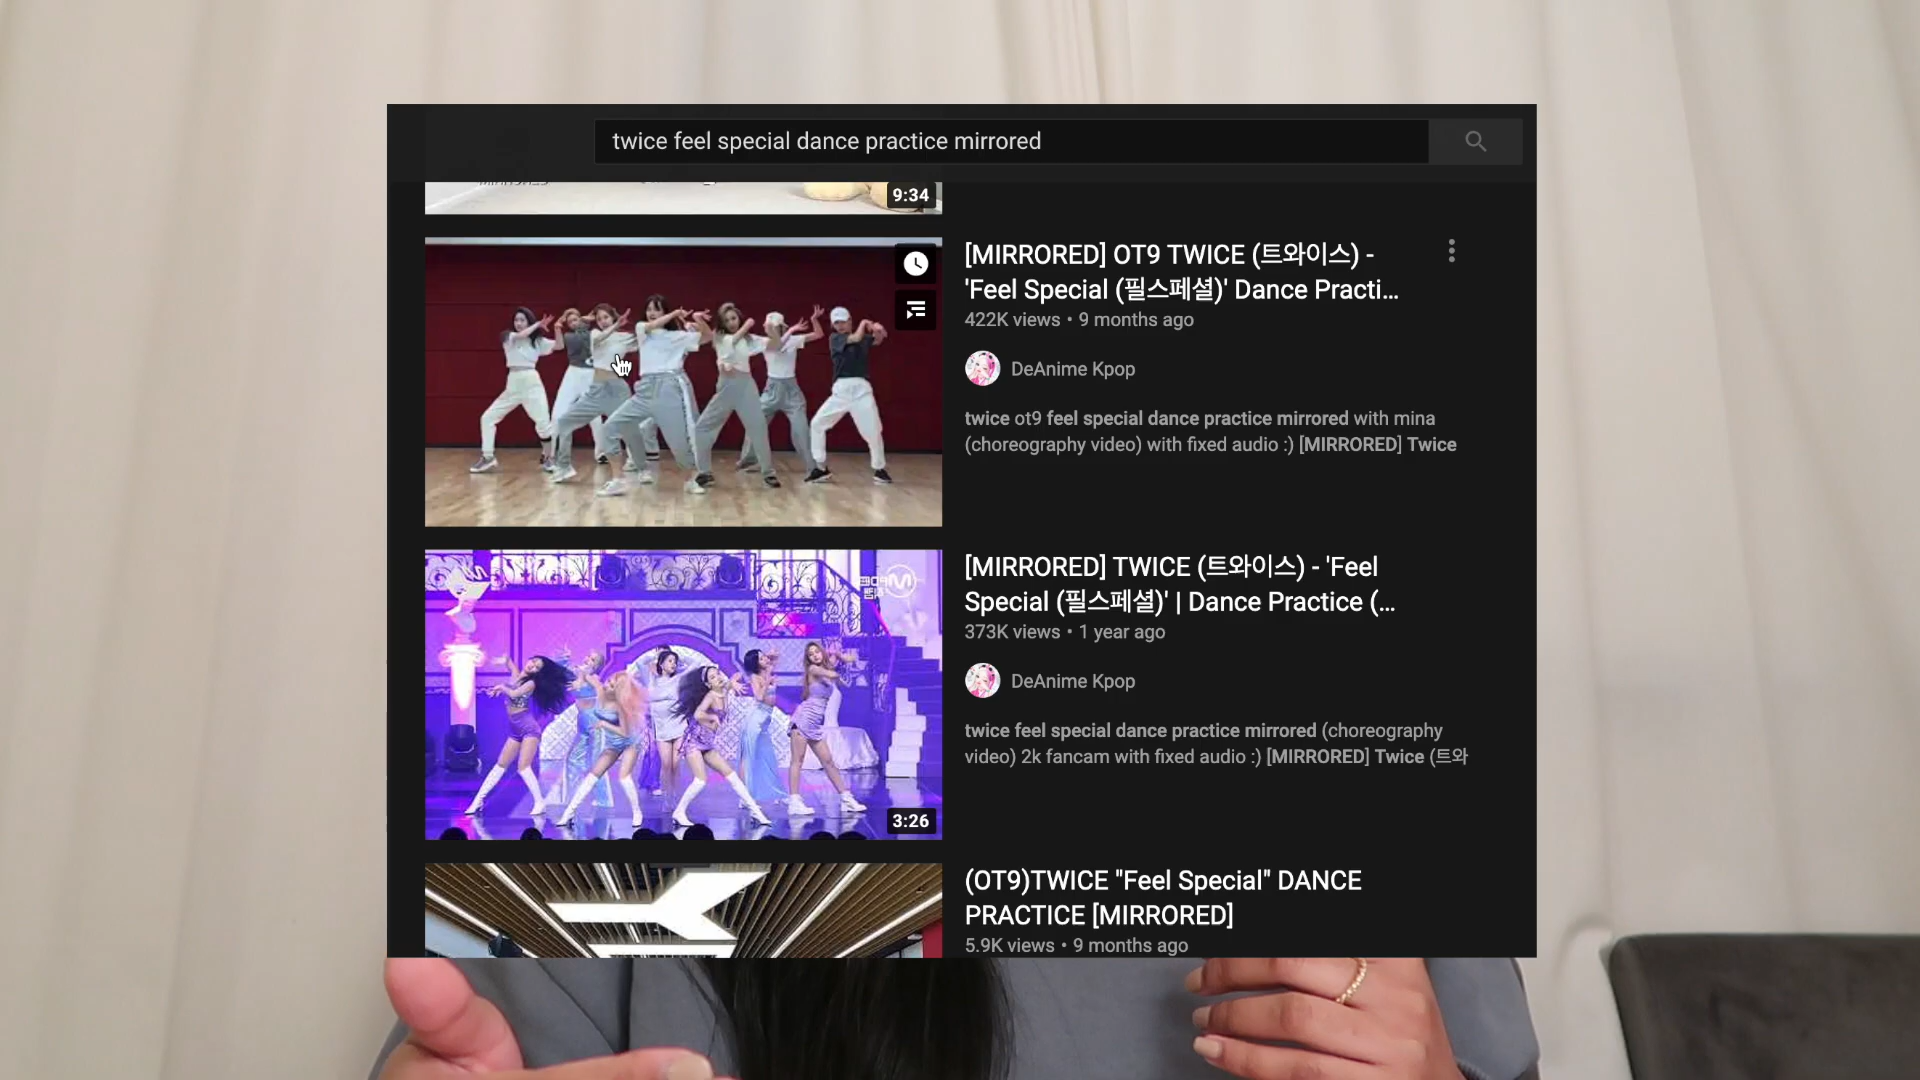 twice feel special dance practice mirrored
9:34
[MIRRORED] OT9 TWICE (트와이스) -
'Feel Special (필스페셜)' Dance Practi...
422K views • 9 months ago
DeAnime Kpop
twice ot9 feel special dance practice mirrored with mina
(choreography video) with fixed audio :) [MIRRORED] Twice
[MIRRORED] TWICE (트와이스) - 'Feel
Special (필스페셜)' | Dance Practice (...
373K views • 1 year ago
DeAnime Kpop
twice feel special dance practice mirrored (choreography
video) 2k fancam with fixed audio :) [MIRRORED] Twice (트와
3:26
(OT9)TWICE "Feel Special" DANCE
PRACTICE [MIRRORED]
5.9K views • 9 months ago